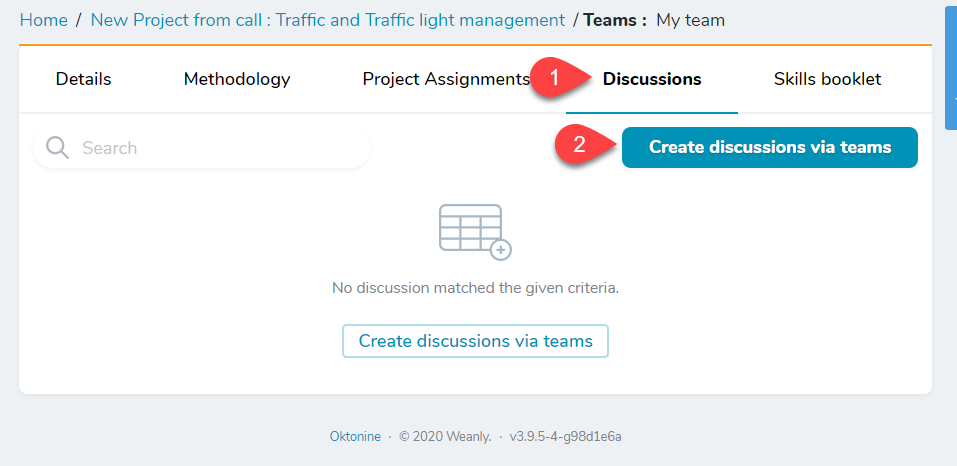 Home / New Project from call : Traffic and Traffic light management / Teams : My team
Details Methodology Project Assignments 1 Discussions Skills booklet
Search 2 Create discussions via teams
No discussion matched the given criteria.
Create discussions via teams
Oktonine · © 2020 Weanly. · v3.9.5-4-g98d1e6a